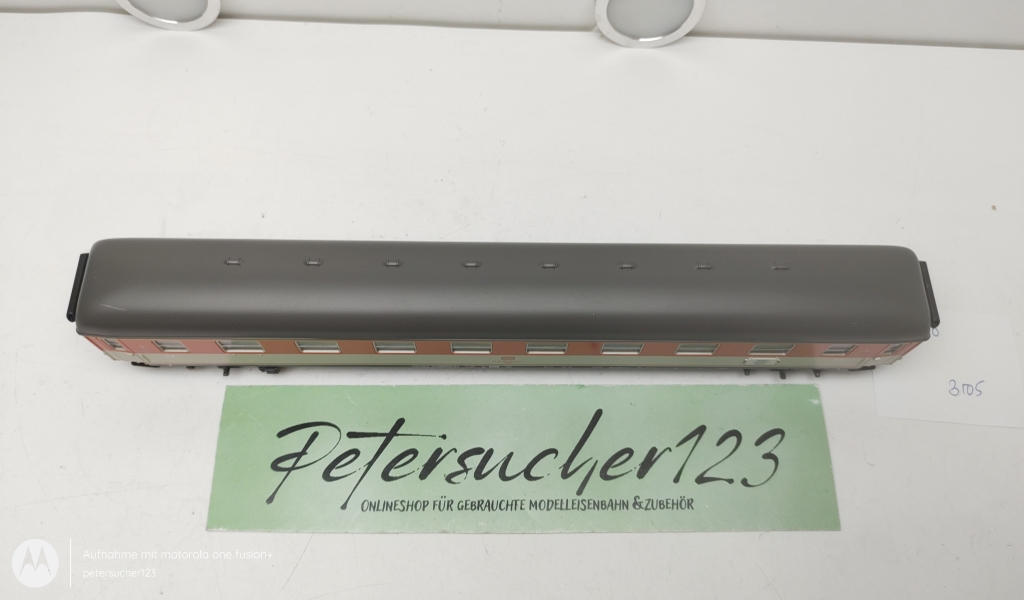 3105
Petersucher123
ONLINESHOP FÜR GEBRAUCHTE MODELLEISENBAHN & ZUBEHÖR
Aufnahme mit motorola one fusion+
petersucher123